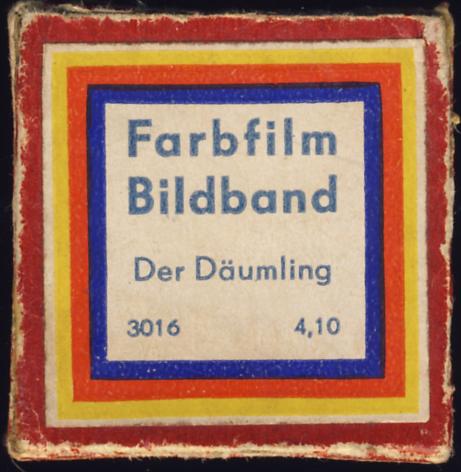 Farbfilm
Bildband
Der Däumling
3016 4,10